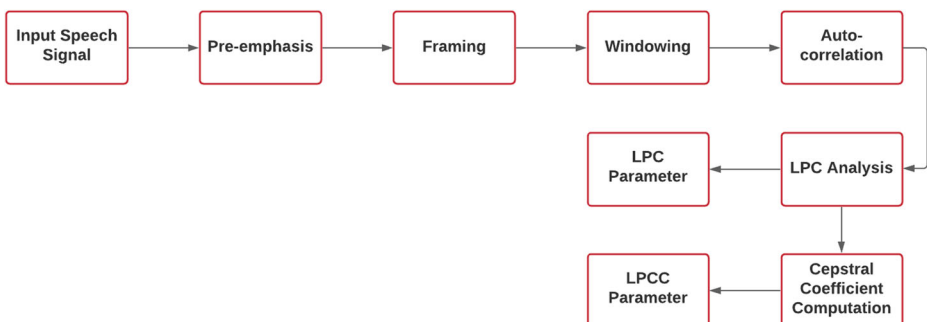 Input Speech
Signal
Pre-emphasis
Framing
Windowing
Auto-
correlation
LPC
Parameter
LPC Analysis
LPCC
Parameter
Cepstral
Coefficient
Computation